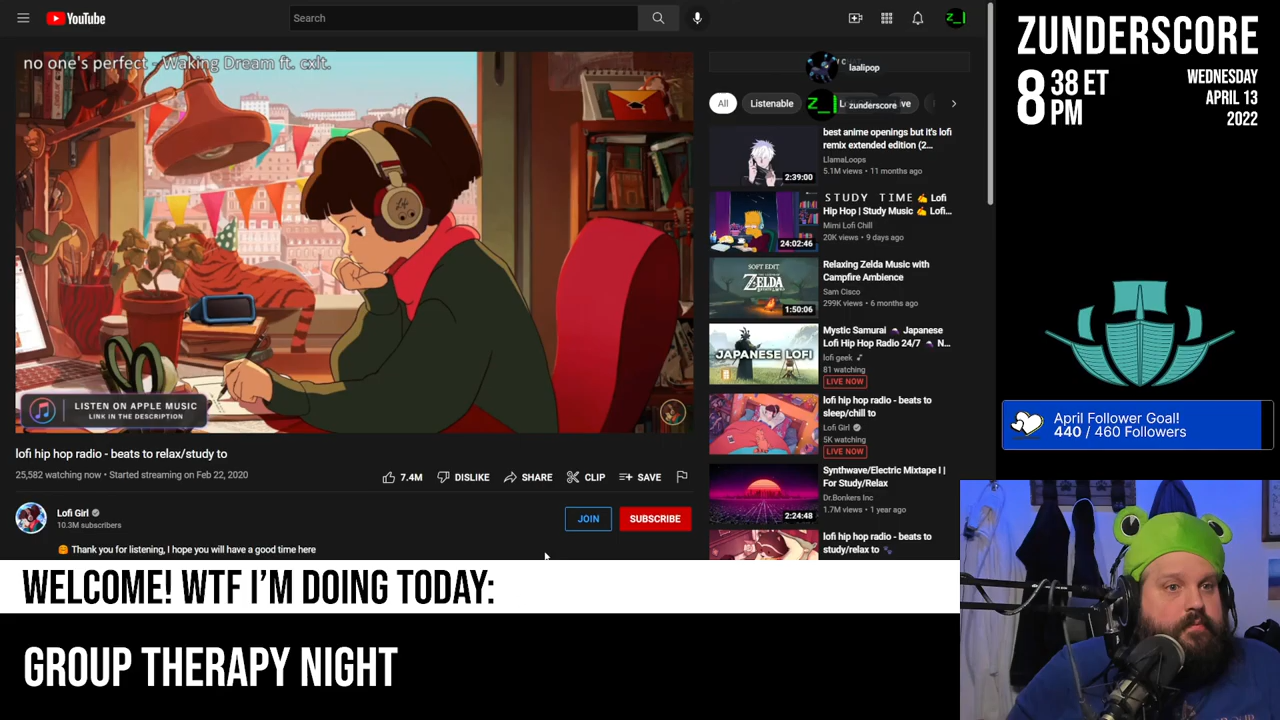 YouTube
Search
z_|
no one's perfect - Waking Dream ft. cxlt.
LISTEN ON APPLE MUSIC
LINK IN THE DESCRIPTION
lofi hip hop radio - beats to relax/study to
25,582 watching now • Started streaming on Feb 22, 2020
7.4M
DISLIKE
SHARE
CLIP
SAVE
Lofi Girl
10.3M subscribers
JOIN
SUBSCRIBE
Thank you for listening, I hope you will have a good time here
laalipop
All
Listenable
z_|
zunderscore
best anime openings but it's lofi
remix extended edition (2...
LlamaLoops
5.1M views • 11 months ago
2:39:00
S T U D Y T I M E Lofi
Hip Hop | Study Music Lofi...
Mimi Lofi Chill
20K views • 9 days ago
24:02:46
Relaxing Zelda Music with
Campfire Ambience
Sam Cisco
299K views • 6 months ago
SOFT EDIT
ZELDA
1:50:06
Mystic Samurai Japanese
Lofi Hip Hop Radio 24/7 N...
lofi geek
81 watching
LIVE NOW
JAPANESE LOFI
lofi hip hop radio - beats to
sleep/chill to
Lofi Girl
5K watching
LIVE NOW
Synthwave/Electric Mixtape I |
For Study/Relax
Dr.Bonkers Inc
1.7M views • 1 year ago
2:24:48
lofi hip hop radio - beats to
study/relax to
ZUNDERSCORE
8 38 ET
PM
WEDNESDAY
APRIL 13
2022
April Follower Goal!
440 / 460 Followers
WELCOME! WTF I'M DOING TODAY:
GROUP THERAPY NIGHT